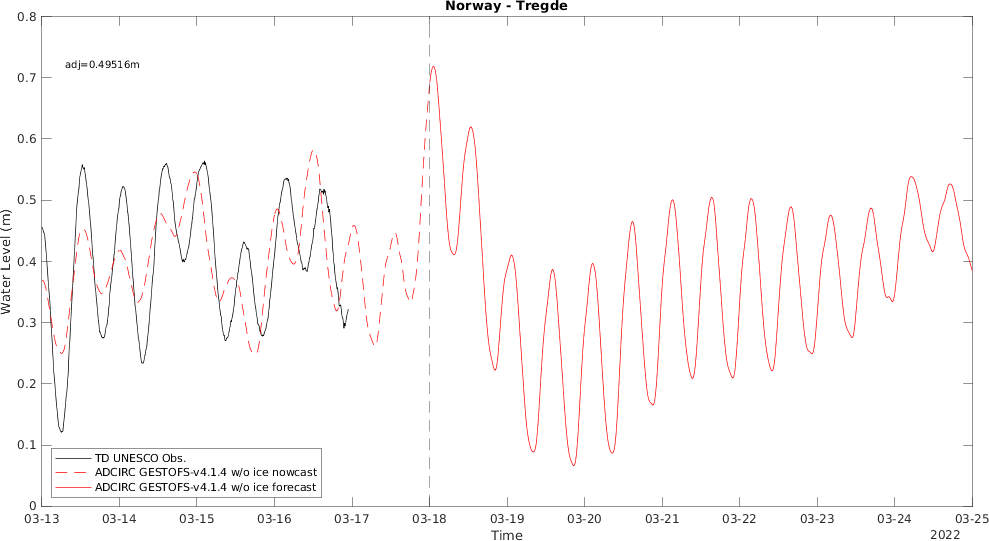 Norway - Tregde
adj=0.49516m
Water Level (m)
0.8
0.7
0.6
0.5
0.4
0.3
0.2
0.1
0
TD UNESCO Obs.
ADCIRC GESTOFS-v4.1.4 w/o ice nowcast
ADCIRC GESTOFS-v4.1.4 w/o ice forecast
03-13 03-14 03-15 03-16 03-17 03-18 03-19 03-20 03-21 03-22 03-23 03-24 03-25
Time
2022